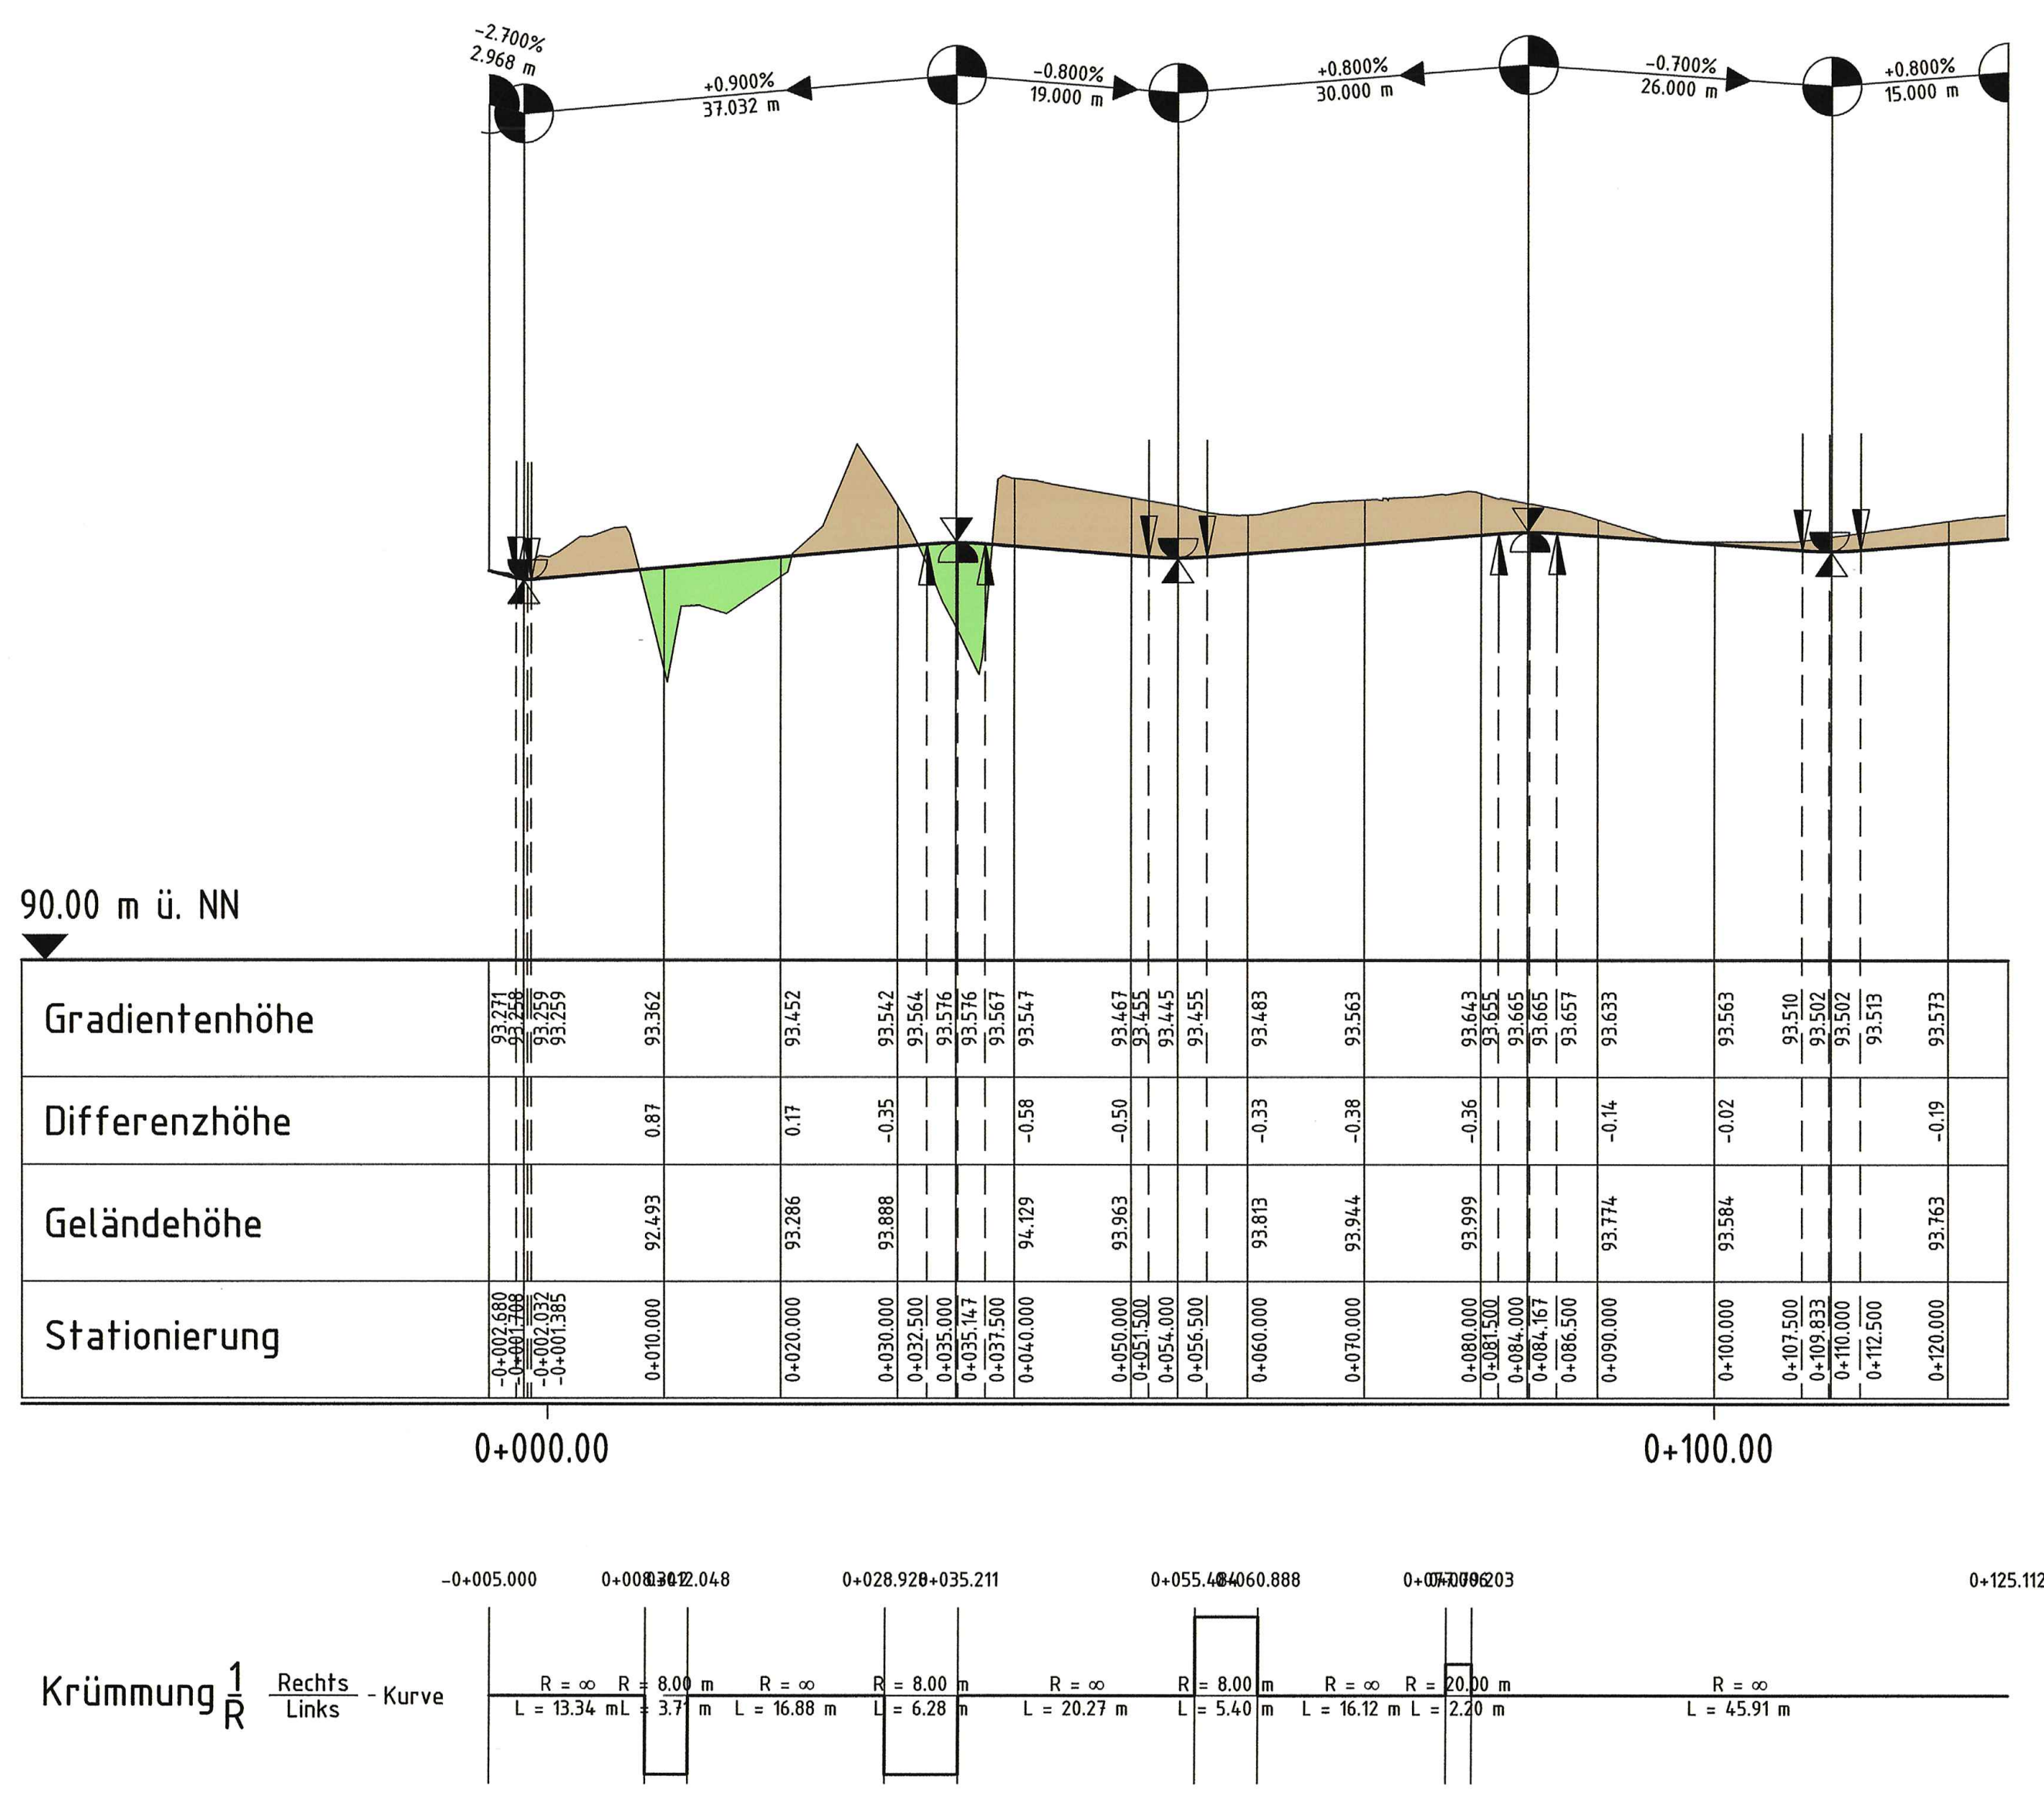 -2.700%
2.968 m
+0.900%
37.032 m
-0.800%
19.000 m
+0.800%
30.000 m
-0.700%
26.000 m
+0.800%
15.000 m
90.00 m ü. NN
Gradientenhöhe 93.271 93.258 93.259 93.259 93.362 93.452 93.542 93.564 93.576 93.576 93.567 93.547 93.467 93.455 93.445 93.455 93.483 93.563 93.643 93.655 93.665 93.665 93.657 93.633 93.563 93.510 93.502 93.502 93.513 93.573
Differenzhöhe 0.87 0.17 -0.35 -0.58 -0.50 -0.33 -0.38 -0.36 -0.14 -0.02 -0.19
Geländehöhe 92.493 93.286 93.888 94.129 93.963 93.813 93.944 93.999 93.774 93.584 93.763
Stationierung -0+002.680 -0+001.708 -0+002.032 -0+001.385 0+010.000 0+020.000 0+030.000 0+032.500 0+035.000 0+035.147 0+037.500 0+040.000 0+050.000 0+051.500 0+054.000 0+056.500 0+060.000 0+070.000 0+080.000 0+081.500 0+084.000 0+084.167 0+086.500 0+090.000 0+100.000 0+107.500 0+109.833 0+110.000 0+112.500 0+120.000
0+000.00 0+100.00
-0+005.000 0+012.048 0+035.211 0+060.888 0+125.112
Krümmung 1/R Rechts/Links - Kurve
R = ∞ R = 8.00 m R = ∞ R = 8.00 m R = ∞ R = 8.00 m R = ∞ R = 20.00 m R = ∞
L = 13.34 m L = 3.71 m L = 16.88 m L = 6.28 m L = 20.27 m L = 5.40 m L = 16.12 m L = 2.20 m L = 45.91 m